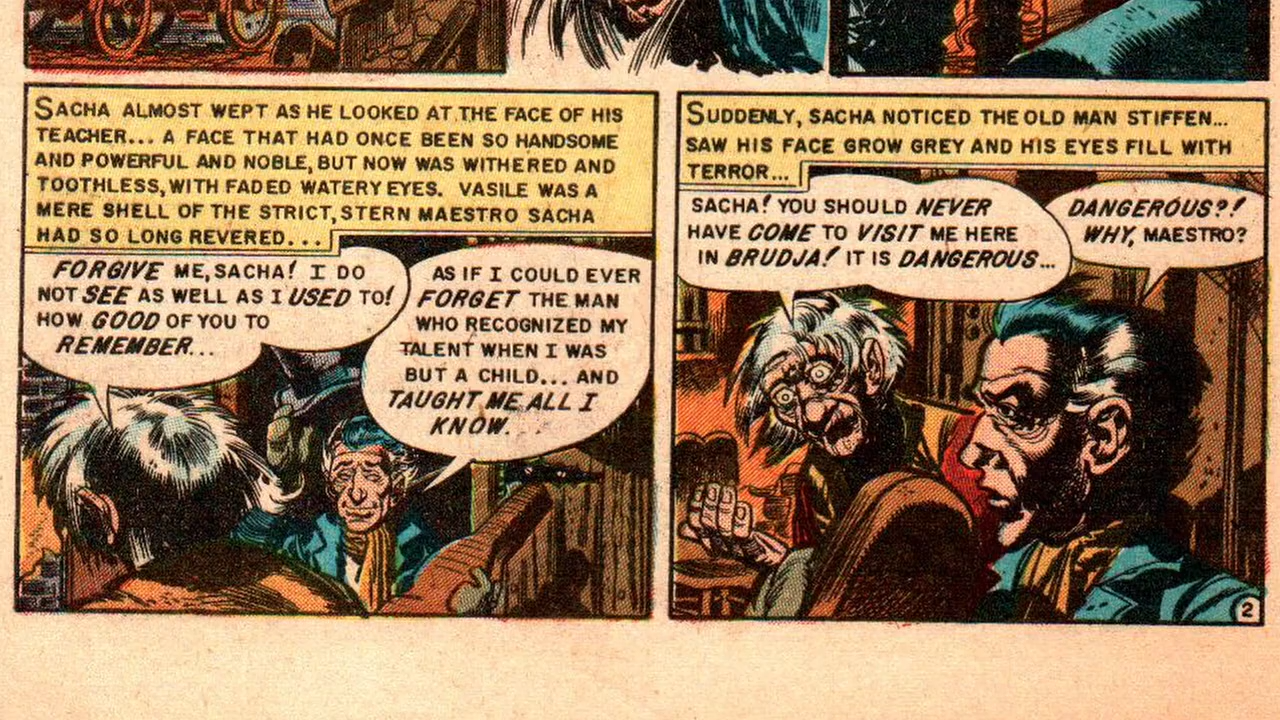 SACHA ALMOST WEPT AS HE LOOKED AT THE FACE OF HIS
TEACHER... A FACE THAT HAD ONCE BEEN SO HANDSOME
AND POWERFUL AND NOBLE, BUT NOW WAS WITHERED AND
TOOTHLESS, WITH FADED WATERY EYES. VASILE WAS A
MERE SHELL OF THE STRICT, STERN MAESTRO SACHA
HAD SO LONG REVERED...
FORGIVE ME, SACHA! I DO
NOT SEE AS WELL AS I USED TO!
HOW GOOD OF YOU TO
REMEMBER...
AS IF I COULD EVER
FORGET THE MAN
WHO RECOGNIZED MY
TALENT WHEN I WAS
BUT A CHILD... AND
TAUGHT ME ALL I
KNOW...
SUDDENLY, SACHA NOTICED THE OLD MAN STIFFEN...
SAW HIS FACE GROW GREY AND HIS EYES FILL WITH
TERROR...
SACHA! YOU SHOULD NEVER
HAVE COME TO VISIT ME HERE
IN BRUDJA! IT IS DANGEROUS...
DANGEROUS?!
WHY, MAESTRO?
2